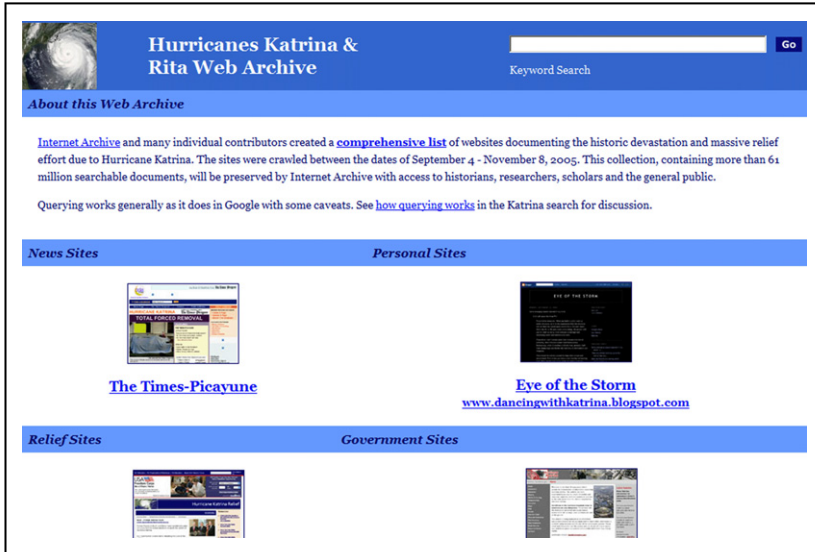 Hurricanes Katrina &
Rita Web Archive
Go
Keyword Search
About this Web Archive
Internet Archive and many individual contributors created a comprehensive list of websites documenting the historic devastation and massive relief
effort due to Hurricane Katrina. The sites were crawled between the dates of September 4 - November 8, 2005. This collection, containing more than 61
million searchable documents, will be preserved by Internet Archive with access to historians, researchers, scholars and the general public.
Querying works generally as it does in Google with some caveats. See how querying works in the Katrina search for discussion.
News Sites
Personal Sites
HURRICANE KATRINA
TOTAL FORCED REMOVAL
EYE OF THE STORM
The Times-Picayune
Eye of the Storm
www.dancingwithkatrina.blogspot.com
Relief Sites
Government Sites
Hurricane Katrina Relief